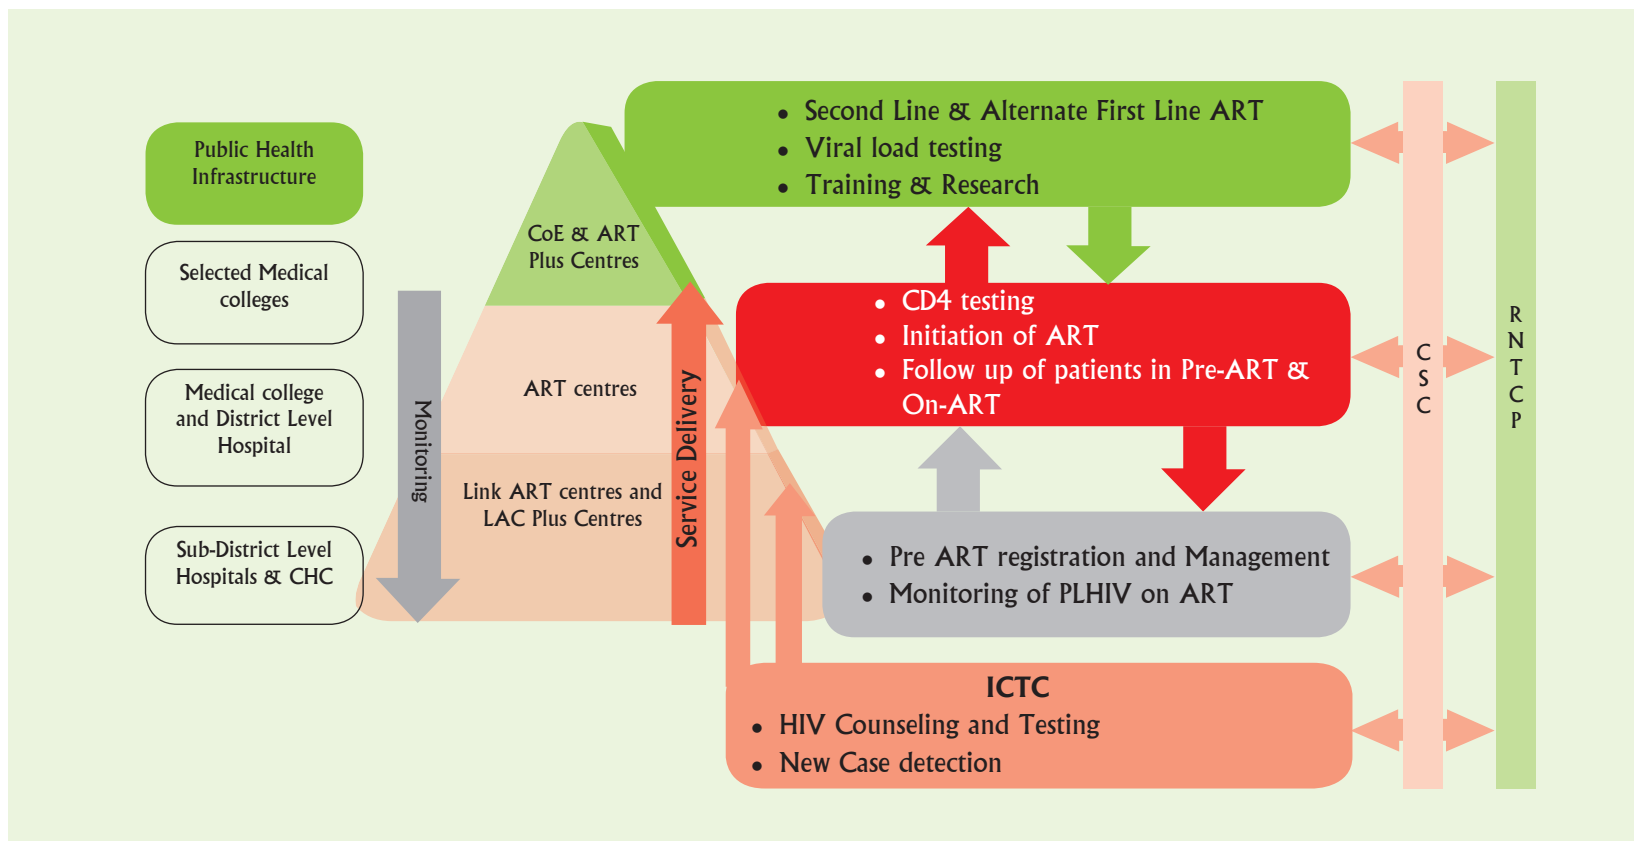 Public Health
Infrastructure
Selected Medical
colleges
Medical college
and District Level
Hospital
Sub-District Level
Hospitals & CHC
Monitoring
CoE & ART
Plus Centres
ART centres
Link ART centres and
LAC Plus Centres
Service Delivery
• Second Line & Alternate First Line ART
• Viral load testing
• Training & Research
• CD4 testing
• Initiation of ART
• Follow up of patients in Pre-ART &
On-ART
• Pre ART registration and Management
• Monitoring of PLHIV on ART
ICTC
• HIV Counseling and Testing
• New Case detection
CSC
RNTCP